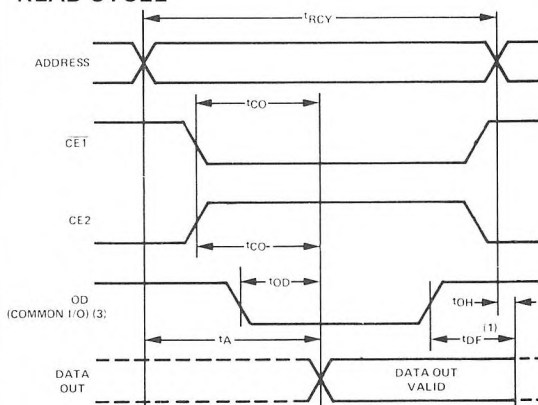 READ CYCLE
tRCY
ADDRESS
tCO
CE1
CE2
tCO
tOD
OD
(COMMON I/O) (3)
tOH
tA
tDF (1)
DATA
OUT
DATA OUT
VALID